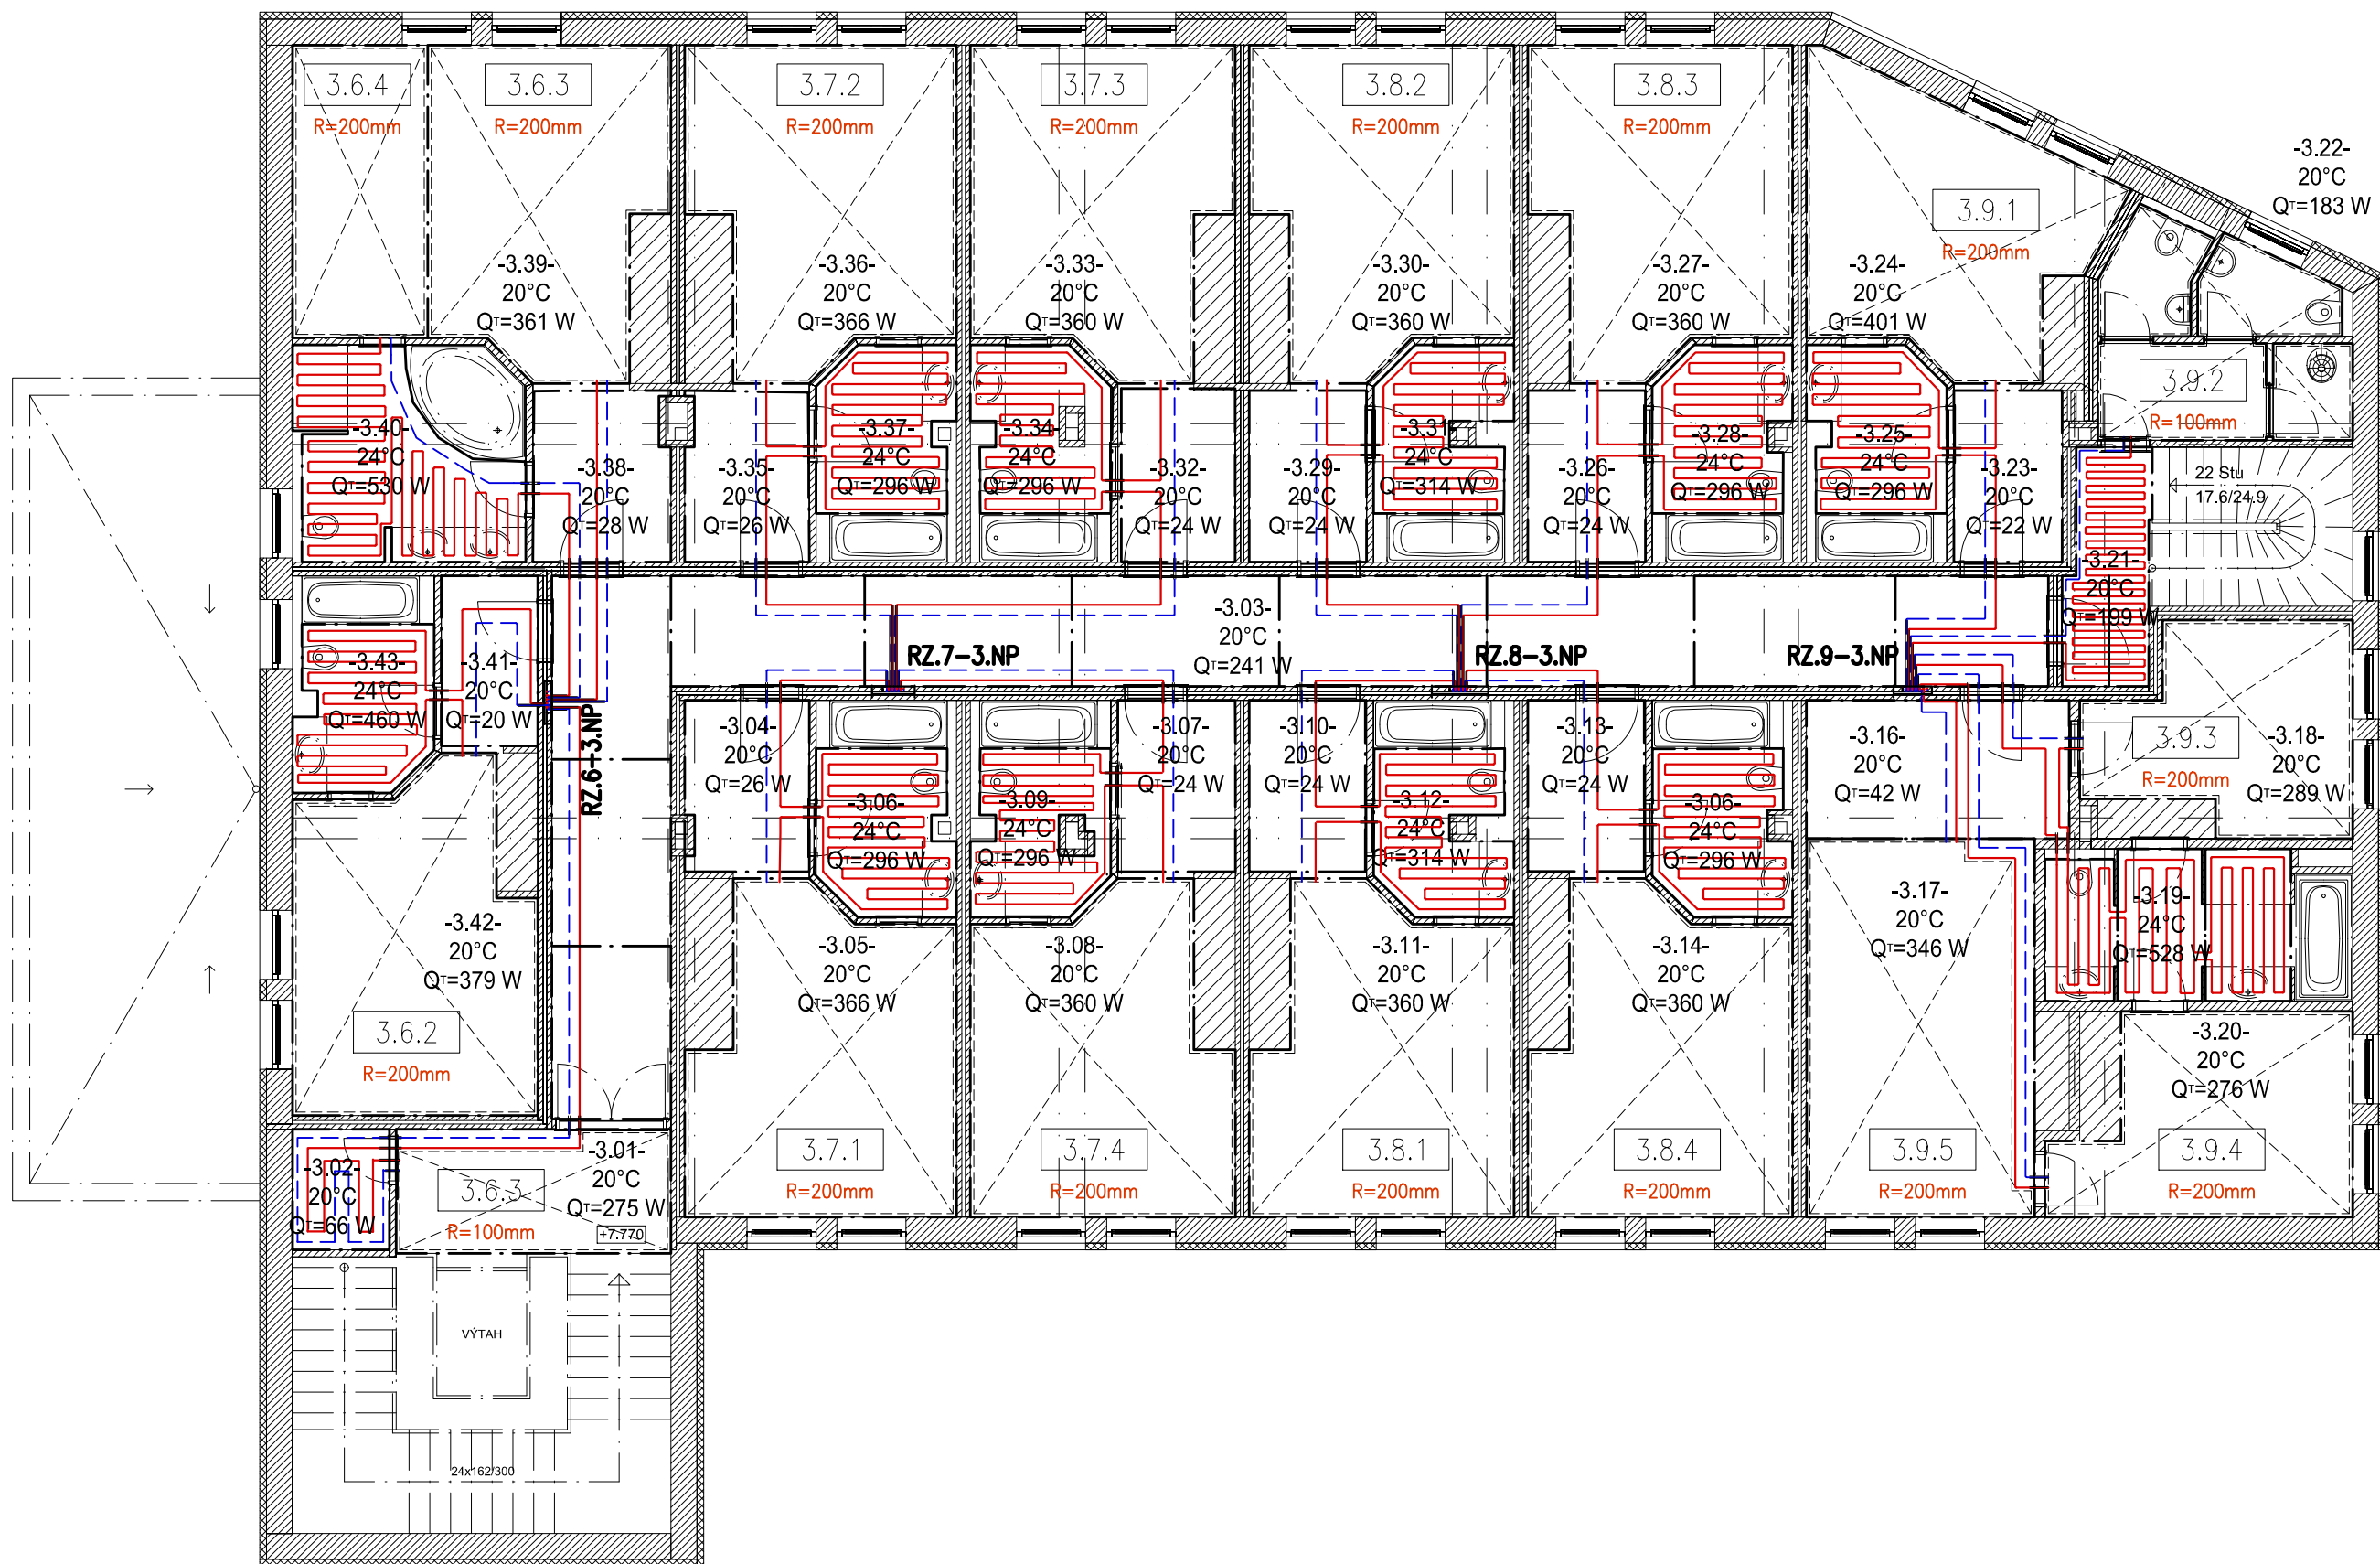 3.6.4
R=200mm
3.6.3
R=200mm
3.7.2
R=200mm
3.7.3
R=200mm
3.8.2
R=200mm
3.8.3
R=200mm
3.9.1
R=200mm
-3.22-
20°C
QT=183 W
-3.39-
20°C
QT=361 W
-3.36-
20°C
QT=366 W
-3.33-
20°C
QT=360 W
-3.30-
20°C
QT=360 W
-3.27-
20°C
QT=360 W
-3.24-
20°C
QT=401 W
3.9.2
R=100mm
-3.40-
24°C
QT=530 W
-3.38-
20°C
QT=28 W
-3.35-
20°C
QT=26 W
-3.37-
24°C
QT=296 W
-3.34-
24°C
QT=296 W
-3.32-
20°C
QT=24 W
-3.29-
20°C
QT=24 W
-3.31-
24°C
QT=314 W
-3.26-
20°C
QT=24 W
-3.28-
24°C
QT=296 W
-3.25-
24°C
QT=296 W
-3.23-
20°C
QT=22 W
22 Stu
17.6/24.9
-3.21-
20°C
QT=199 W
-3.03-
20°C
QT=241 W
RZ.7-3.NP
RZ.8-3.NP
RZ.9-3.NP
RZ.6-3.NP
-3.43-
24°C
QT=460 W
-3.41-
20°C
QT=20 W
-3.04-
20°C
QT=26 W
-3.06-
24°C
QT=296 W
-3.09-
24°C
QT=296 W
-3.07-
20°C
QT=24 W
-3.10-
20°C
QT=24 W
-3.12-
24°C
QT=314 W
-3.13-
20°C
QT=24 W
-3.06-
24°C
QT=296 W
-3.16-
20°C
QT=42 W
3.9.3
R=200mm
-3.18-
20°C
QT=289 W
-3.42-
20°C
QT=379 W
3.6.2
R=200mm
-3.05-
20°C
QT=366 W
-3.08-
20°C
QT=360 W
-3.11-
20°C
QT=360 W
-3.14-
20°C
QT=360 W
-3.17-
20°C
QT=346 W
-3.19-
24°C
QT=528 W
-3.20-
20°C
QT=276 W
-3.02-
20°C
QT=66 W
3.6.3
R=100mm
-3.01-
20°C
QT=275 W
+7.770
3.7.1
R=200mm
3.7.4
R=200mm
3.8.1
R=200mm
3.8.4
R=200mm
3.9.5
R=200mm
3.9.4
R=200mm
VÝTAH
24x162/300